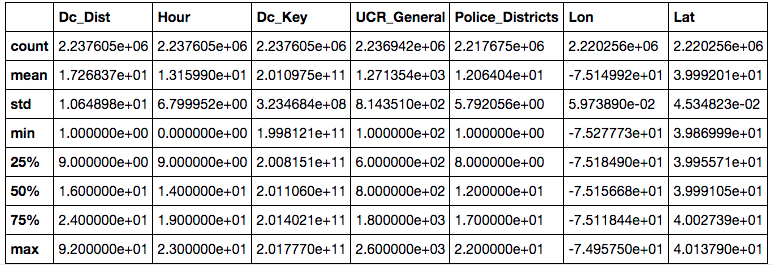 Dc_Dist Hour Dc_Key UCR_General Police_Districts Lon Lat
count 2.237605e+06 2.237605e+06 2.237605e+06 2.236942e+06 2.217675e+06 2.220256e+06 2.220256e+06
mean 1.726837e+01 1.315990e+01 2.010975e+11 1.271354e+03 1.206404e+01 -7.514992e+01 3.999201e+01
std 1.064898e+01 6.799952e+00 3.234684e+08 8.143510e+02 5.792056e+00 5.973890e-02 4.534823e-02
min 1.000000e+00 0.000000e+00 1.998121e+11 1.000000e+02 1.000000e+00 -7.527773e+01 3.986999e+01
25% 9.000000e+00 9.000000e+00 2.008151e+11 6.000000e+02 8.000000e+00 -7.518490e+01 3.995571e+01
50% 1.600000e+01 1.400000e+01 2.011060e+11 8.000000e+02 1.200000e+01 -7.515668e+01 3.999105e+01
75% 2.400000e+01 1.900000e+01 2.014021e+11 1.800000e+03 1.700000e+01 -7.511844e+01 4.002739e+01
max 9.200000e+01 2.300000e+01 2.017770e+11 2.600000e+03 2.200000e+01 -7.495750e+01 4.013790e+01